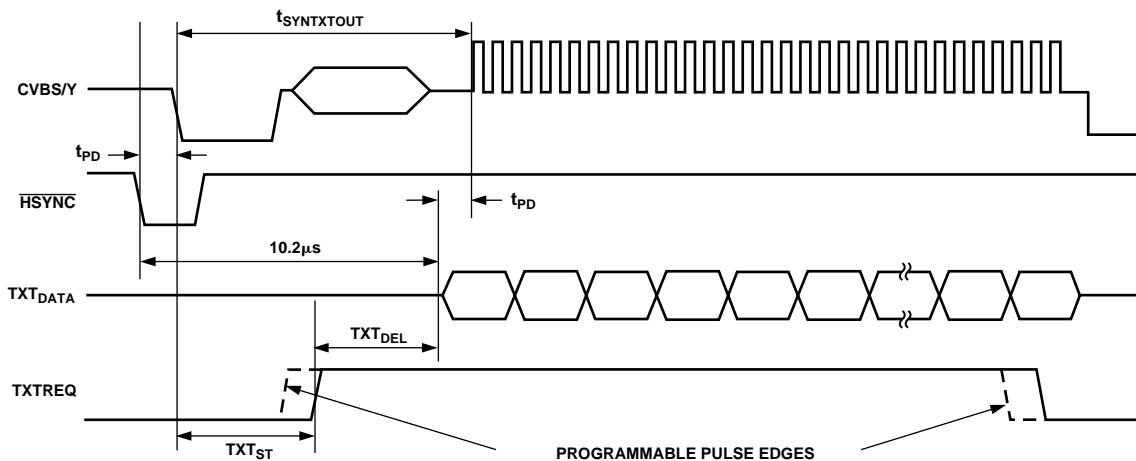 tSYNTXTOUT
CVBS/Y
tPD
HSYNC
tPD
10.2µs
TXTDATA
TXTDEL
TXTREQ
TXTST
PROGRAMMABLE PULSE EDGES